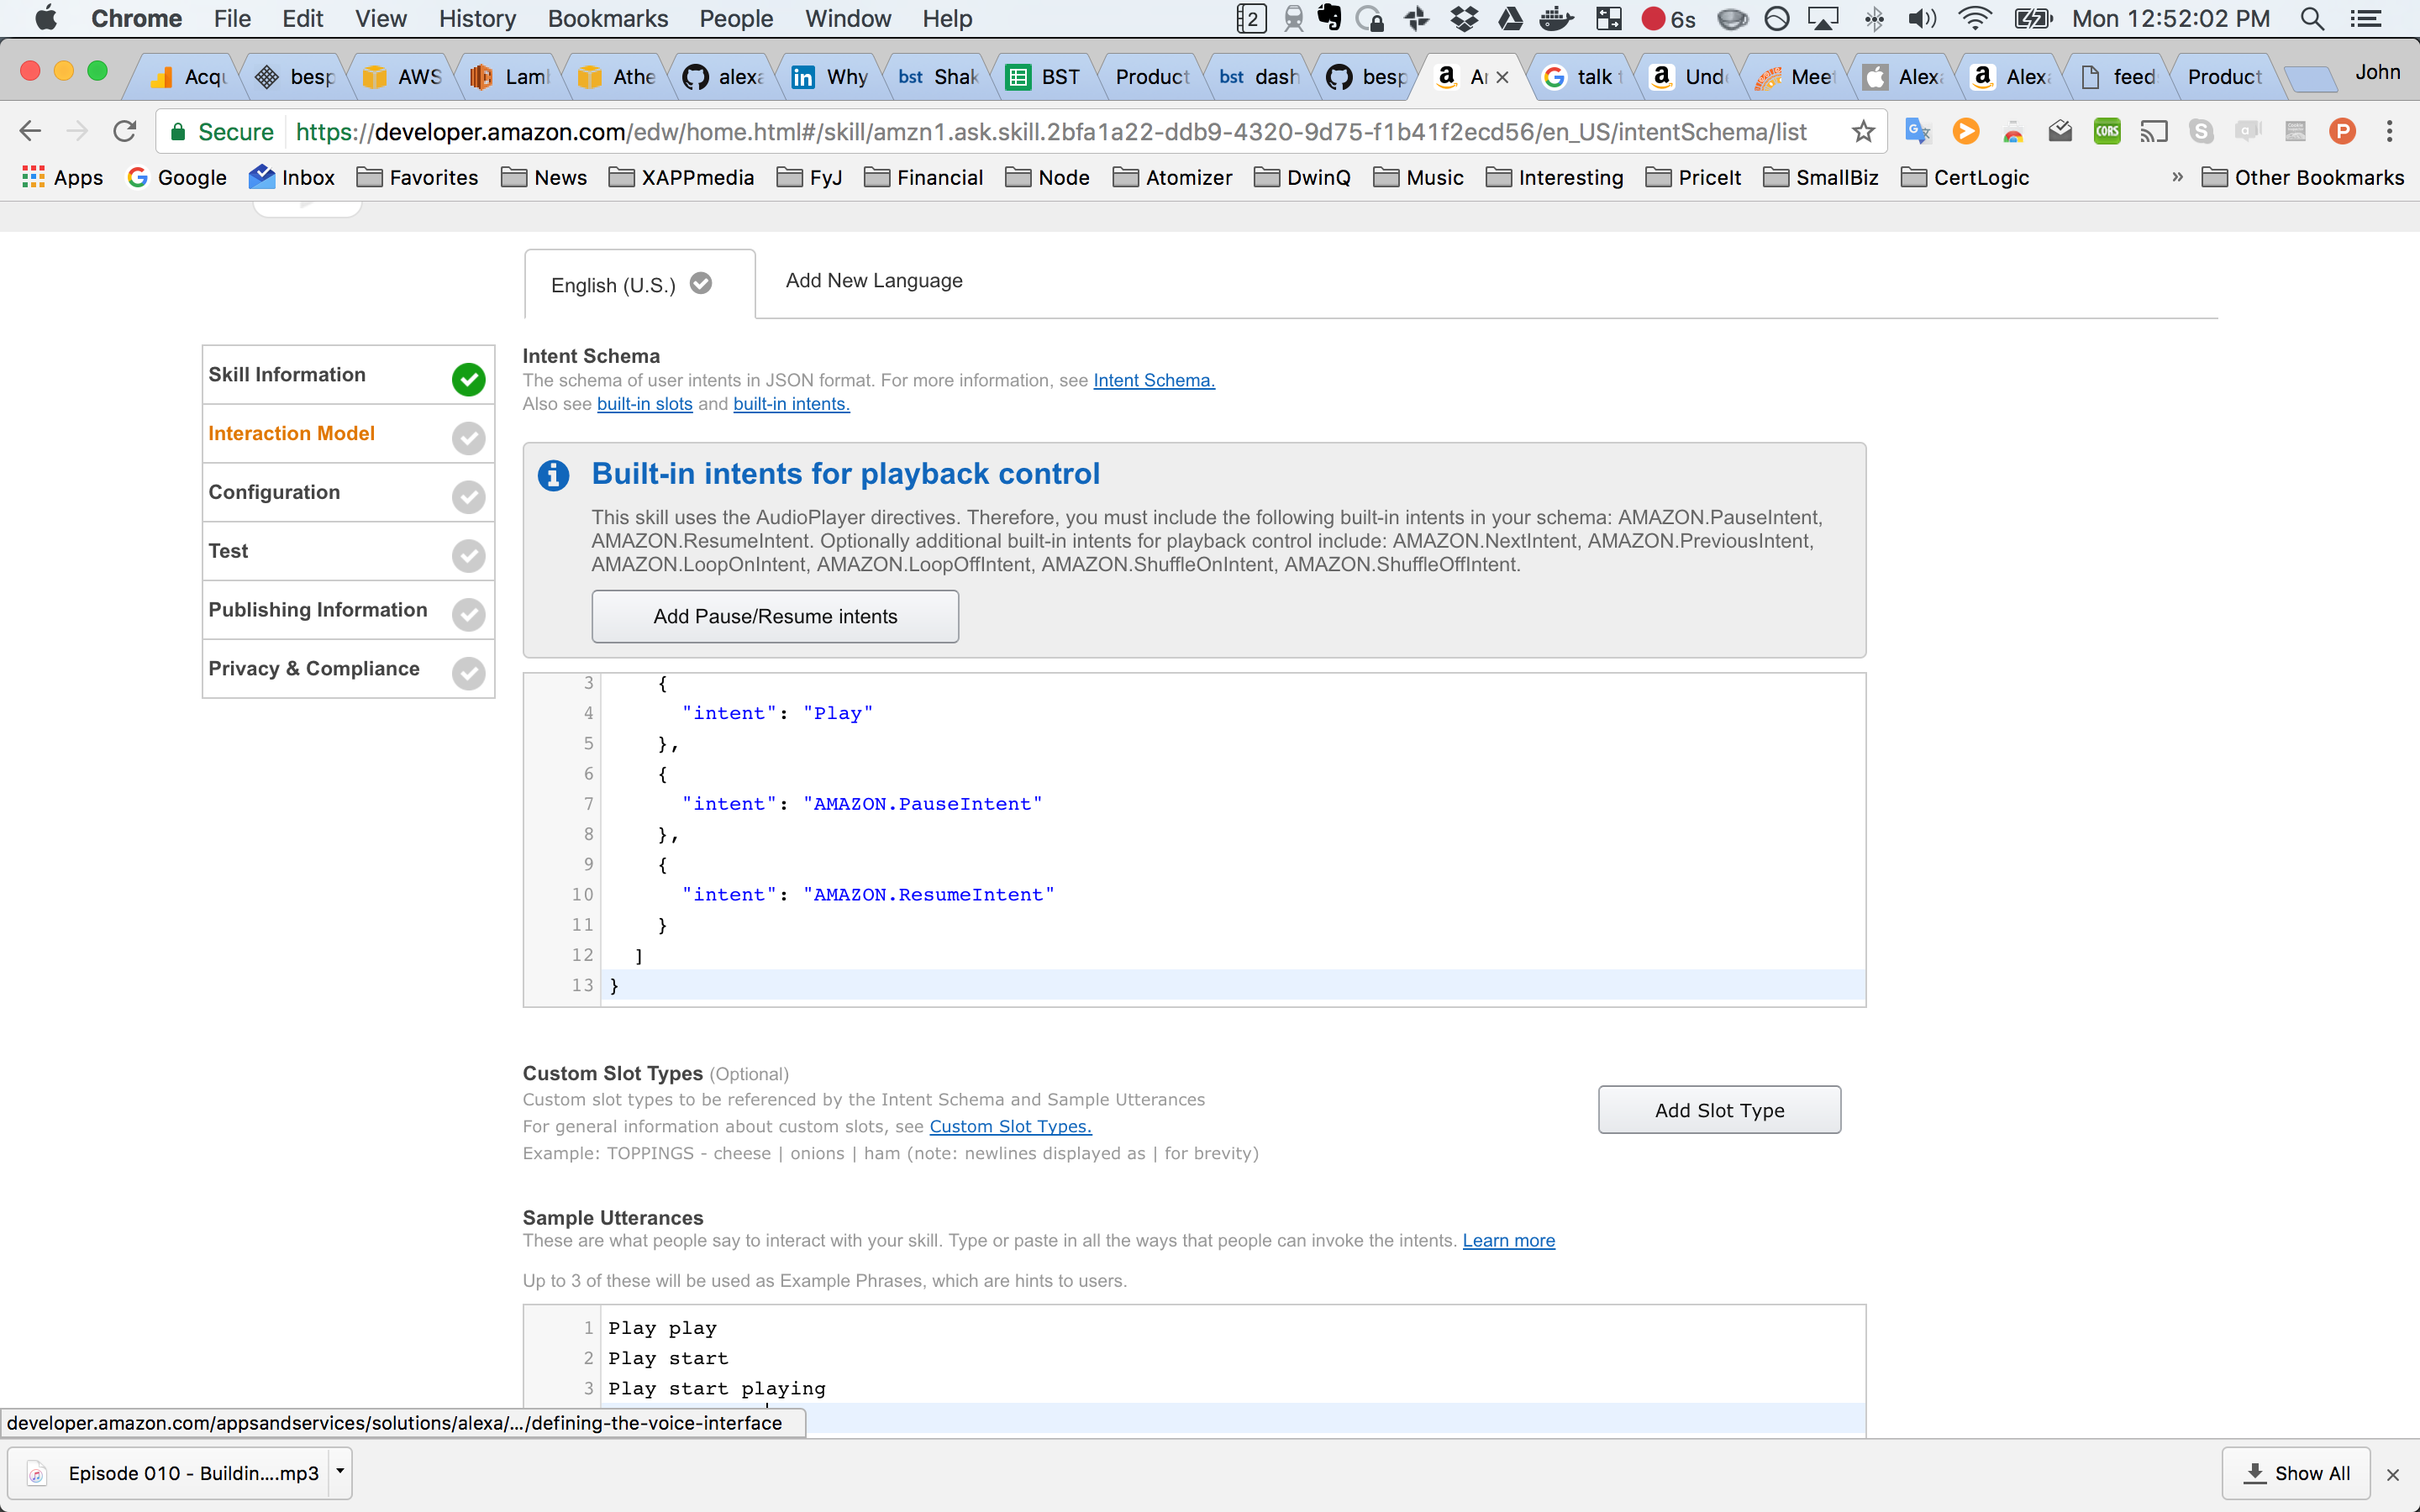 Chrome File Edit View History Bookmarks People Window Help 2 6s Mon 12:52:02 PM
Acqu besp AWS Lamb Athe alexa in Why bst Shak BST Product bst dash besp a A talk a Und Meet Alexa a Alexa feed Product John
Secure https://developer.amazon.com/edw/home.html#/skill/amzn1.ask.skill.2bfa1a22-ddb9-4320-9d75-f1b41f2ecd56/en_US/intentSchema/list CORS P
Apps Google Inbox Favorites News XAPPmedia FyJ Financial Node Atomizer DwinQ Music Interesting PriceIt SmallBiz CertLogic » Other Bookmarks
English (U.S.) Add New Language
Skill Information
Interaction Model
Configuration
Test
Publishing Information
Privacy & Compliance
Intent Schema
The schema of user intents in JSON format. For more information, see Intent Schema.
Also see built-in slots and built-in intents.
Built-in intents for playback control
This skill uses the AudioPlayer directives. Therefore, you must include the following built-in intents in your schema: AMAZON.PauseIntent,
AMAZON.ResumeIntent. Optionally additional built-in intents for playback control include: AMAZON.NextIntent, AMAZON.PreviousIntent,
AMAZON.LoopOnIntent, AMAZON.LoopOffIntent, AMAZON.ShuffleOnIntent, AMAZON.ShuffleOffIntent.
Add Pause/Resume intents
3 {
4 "intent": "Play"
5 },
6 {
7 "intent": "AMAZON.PauseIntent"
8 },
9 {
10 "intent": "AMAZON.ResumeIntent"
11 }
12 ]
13 }
Custom Slot Types (Optional)
Custom slot types to be referenced by the Intent Schema and Sample Utterances
For general information about custom slots, see Custom Slot Types.
Example: TOPPINGS - cheese | onions | ham (note: newlines displayed as | for brevity)
Add Slot Type
Sample Utterances
These are what people say to interact with your skill. Type or paste in all the ways that people can invoke the intents. Learn more
Up to 3 of these will be used as Example Phrases, which are hints to users.
1 Play play
2 Play start
3 Play start playing
developer.amazon.com/appsandservices/solutions/alexa/.../defining-the-voice-interface
Episode 010 - Buildin....mp3 Show All